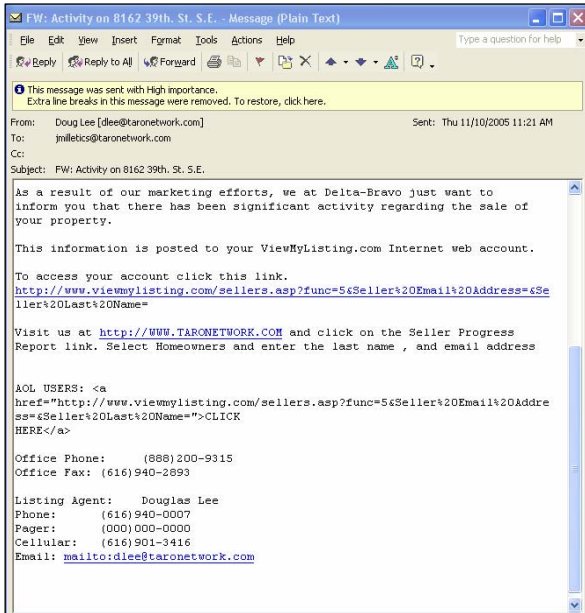 FW: Activity on 8162 39th. St. S.E. - Message (Plain Text)
File Edit View Insert Format Tools Actions Help
Type a question for help
Reply Reply to All Forward
This message was sent with High importance.
Extra line breaks in this message were removed. To restore, click here.
From: Doug Lee [dlee@taronetwork.com] Sent: Thu 11/10/2005 11:21 AM
To: jmilletics@taronetwork.com
Cc:
Subject: FW: Activity on 8162 39th. St. S.E.
As a result of our marketing efforts, we at Delta-Bravo just want to
inform you that there has been significant activity regarding the sale of
your property.
This information is posted to your ViewMyListing.com Internet web account.
To access your account click this link.
http://www.viewmylisting.com/sellers.asp?func=5&Seller%20Email%20Address=&Se
ller%20Last%20Name=
Visit us at http://WWW.TARONETWORK.COM and click on the Seller Progress
Report link. Select Homeowners and enter the last name , and email address
AOL USERS: <a
href="http://www.viewmylisting.com/sellers.asp?func=5&Seller%20Email%20Addre
ss=&Seller%20Last%20Name=">CLICK
HERE</a>
Office Phone: (888)200-9315
Office Fax: (616)940-2893
Listing Agent: Douglas Lee
Phone: (616)940-0007
Pager: (000)000-0000
Cellular: (616)901-3416
Email: mailto:dlee@taronetwork.com